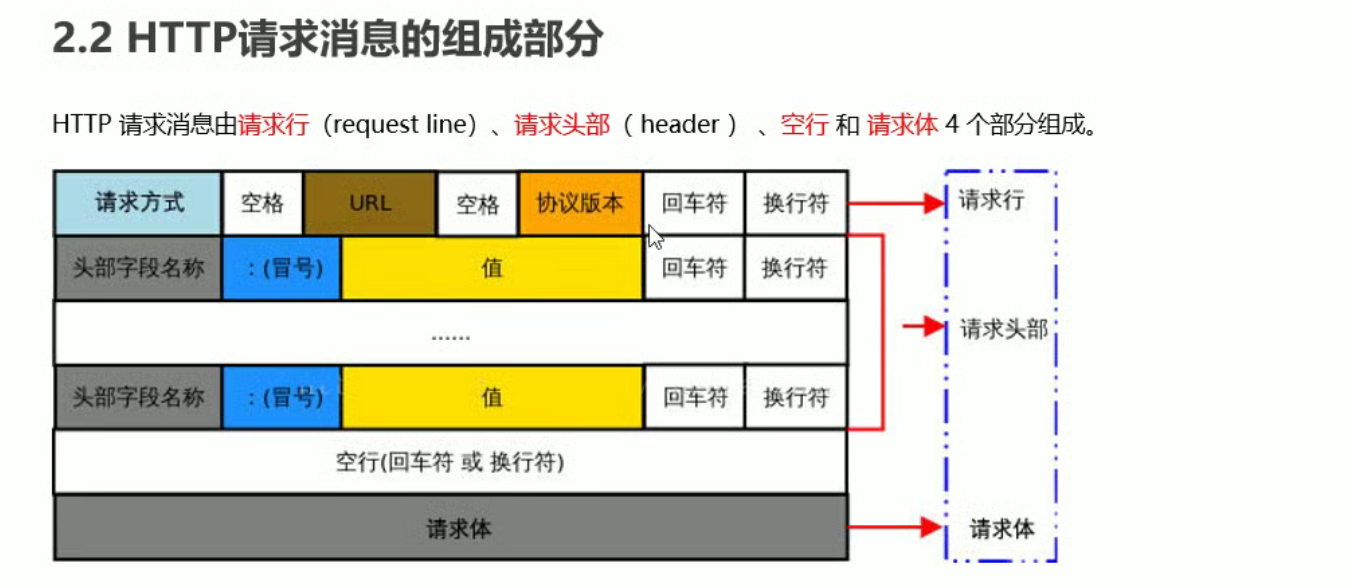 2.2 HTTP请求消息的组成部分
HTTP 请求消息由请求行（request line）、请求头部（ header ） 、空行 和 请求体 4 个部分组成。
请求方式 空格 URL 空格 协议版本 回车符 换行符 请求行
头部字段名称 ：(冒号) 值 回车符 换行符
...... 请求头部
头部字段名称 ：(冒号) 值 回车符 换行符
空行(回车符 或 换行符)
请求体 请求体